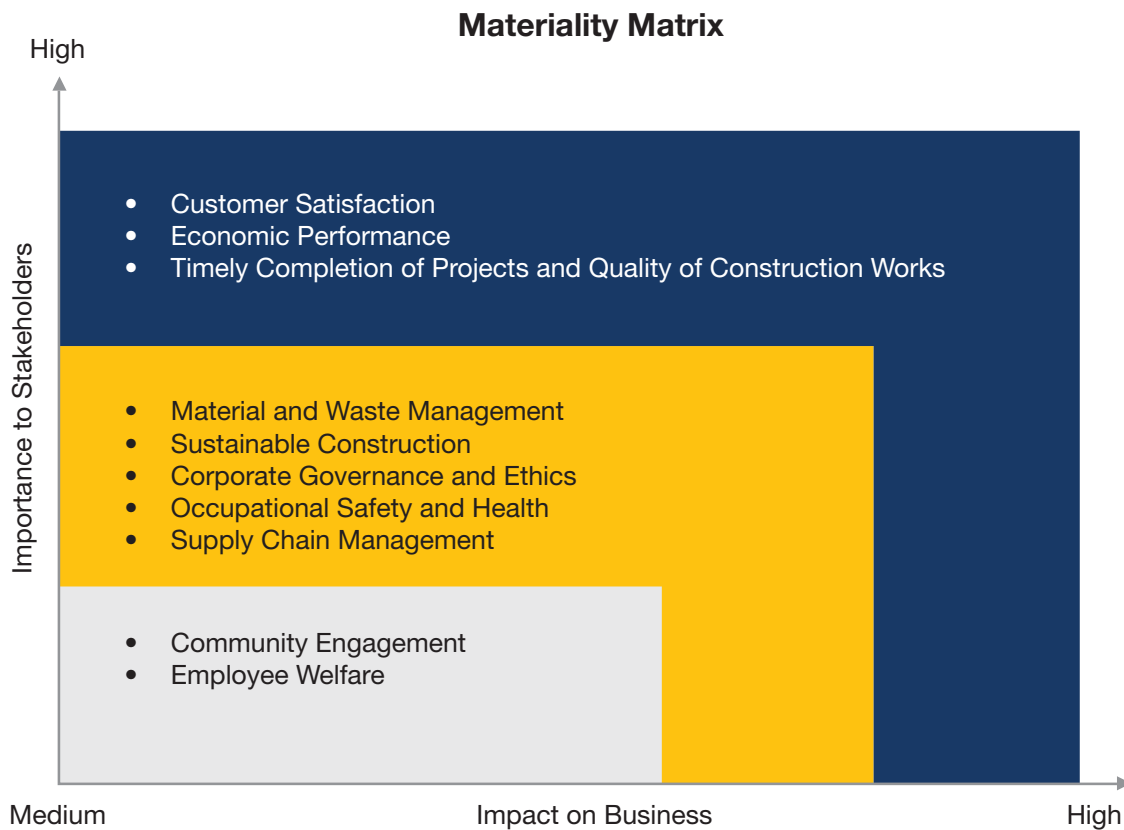 Materiality Matrix
High
Importance to Stakeholders
• Customer Satisfaction
• Economic Performance
• Timely Completion of Projects and Quality of Construction Works
• Material and Waste Management
• Sustainable Construction
• Corporate Governance and Ethics
• Occupational Safety and Health
• Supply Chain Management
• Community Engagement
• Employee Welfare
Medium
Impact on Business
High